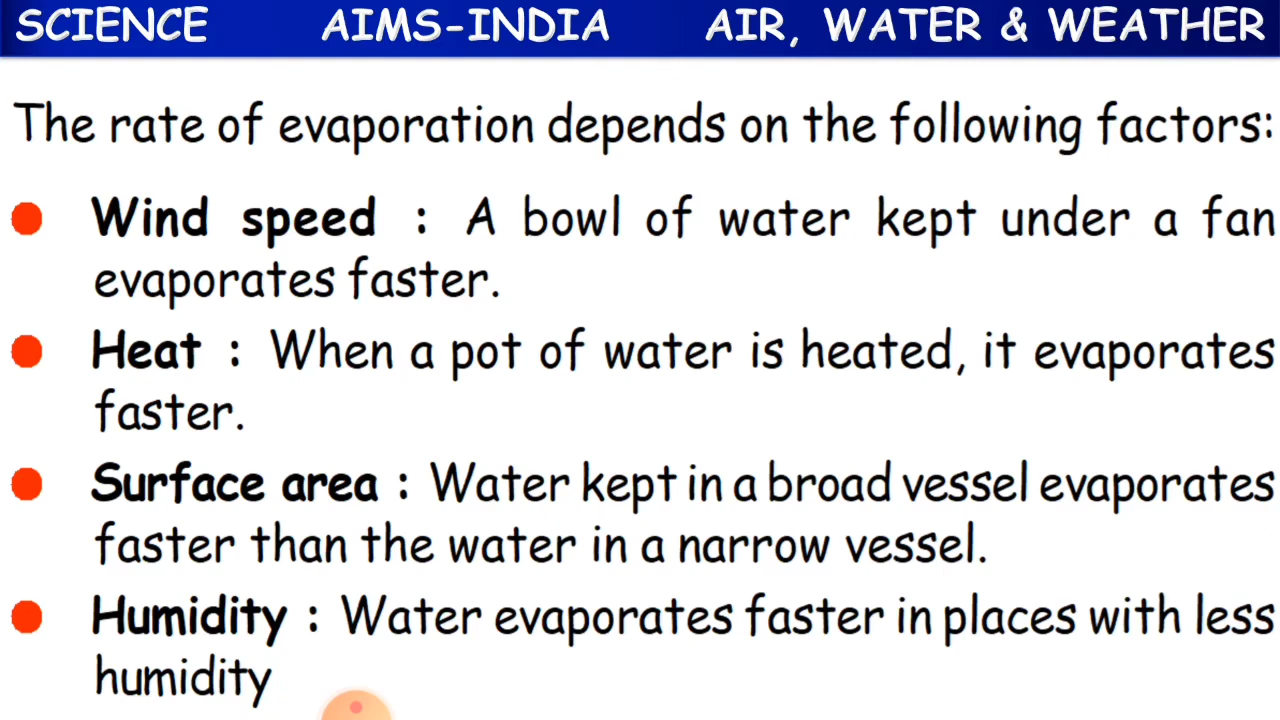 SCIENCE AIMS-INDIA AIR, WATER & WEATHER
The rate of evaporation depends on the following factors:
Wind speed : A bowl of water kept under a fan
evaporates faster.
Heat : When a pot of water is heated, it evaporates
faster.
Surface area : Water kept in a broad vessel evaporates
faster than the water in a narrow vessel.
Humidity : Water evaporates faster in places with less
humidity